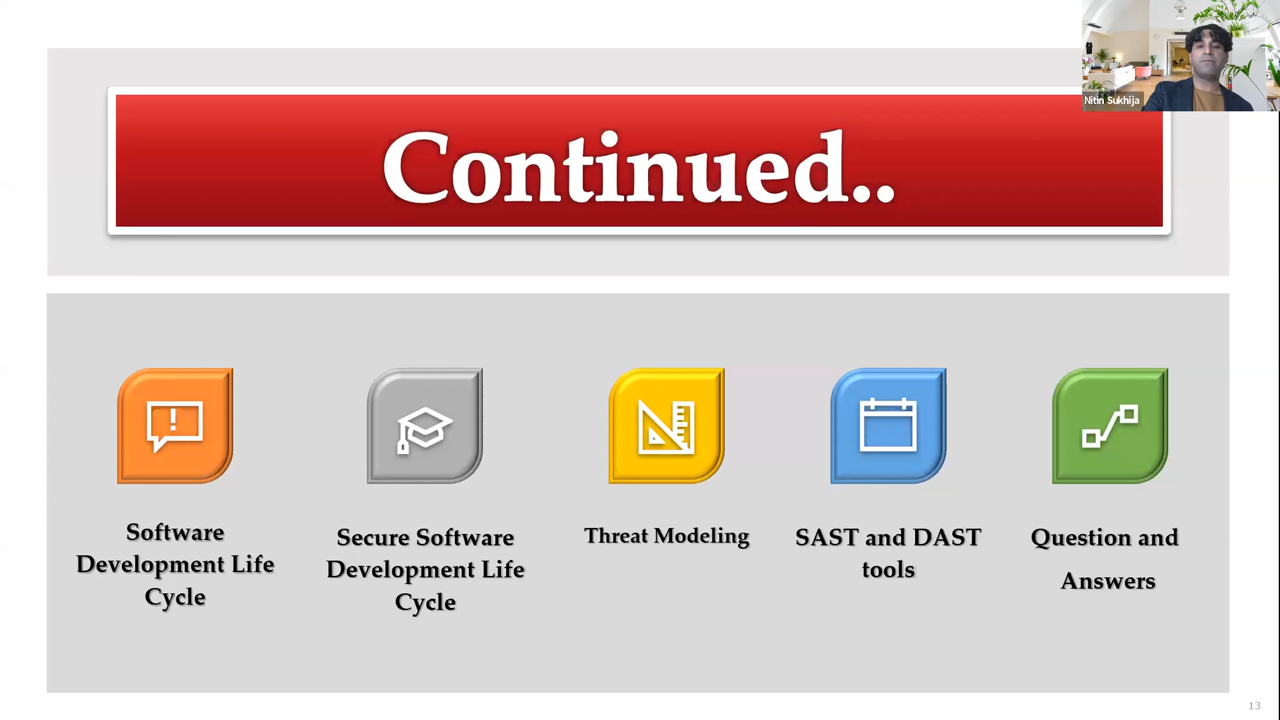 Nitin Sukhija
Continued..
Software
Development Life
Cycle
Secure Software
Development Life
Cycle
Threat Modeling
SAST and DAST
tools
Question and
Answers
13